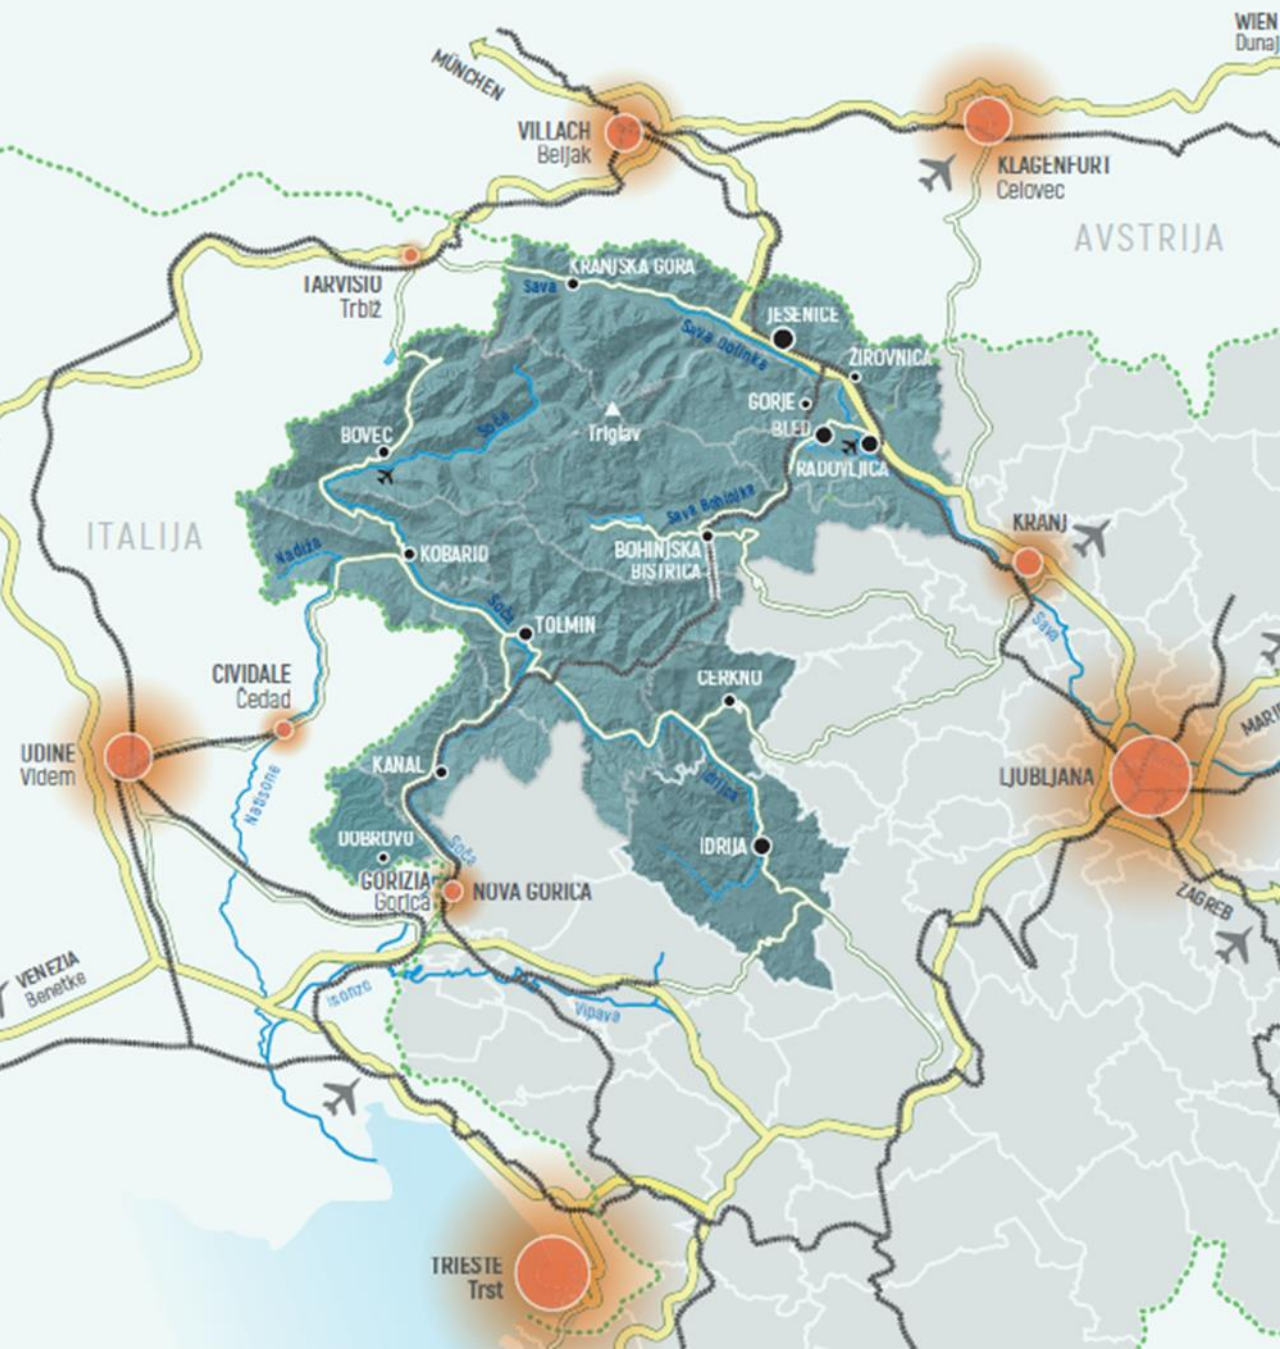 WIEN
Dunaj
MÜNCHEN
VILLACH
Beljak
KLAGENFURT
Celovec
AVSTRIJA
TARVISIO
Trbiž
KRANJSKA GORA
Sava
Sava Dolinka
JESENICE
ŽIROVNICA
GORJE
BLED
RADOVLJICA
Triglav
BOVEC
Soča
ITALIJA
Nadiža
KOBARID
Sava Bohinjka
BOHINJSKA
BISTRICA
KRANJ
Sava
Soča
TOLMIN
CERKNO
CIVIDALE
Čedad
UDINE
Videm
Natisone
KANAL
Idrijca
LJUBLJANA
DOBROVO
Soča
IDRIJA
GORIZIA
Gorica
NOVA GORICA
ZAGREB
VENEZIA
Benetke
Isonzo
Vipava
TRIESTE
Trst